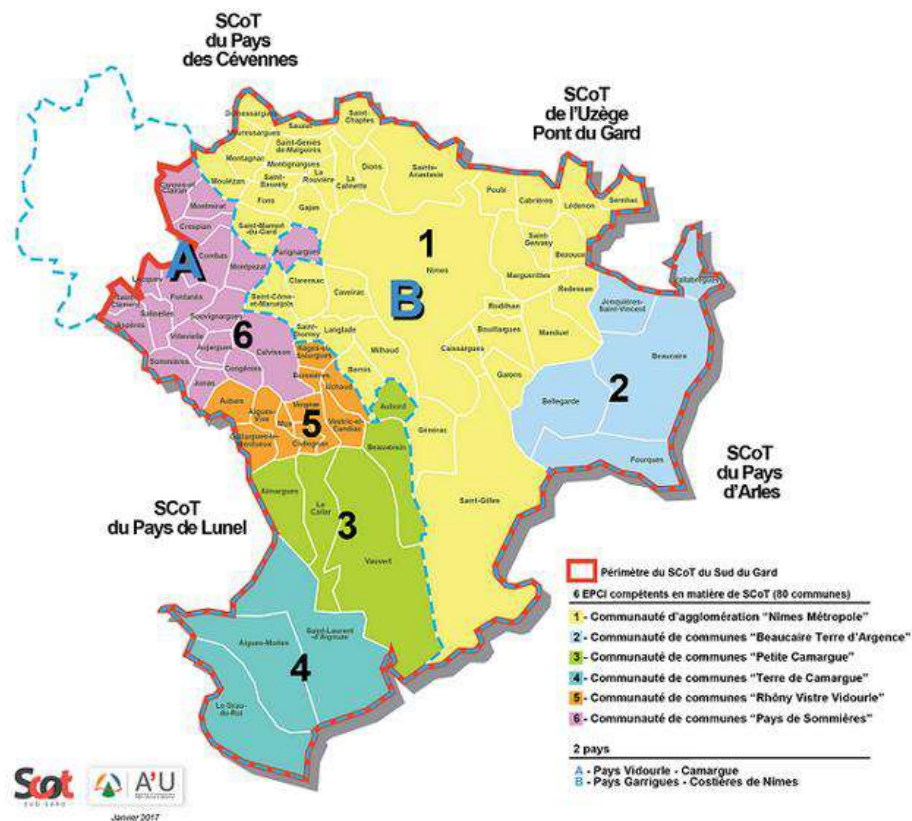 SCoT
du Pays
des Cévennes
SCoT
de l'Uzège
Pont du Gard
Domessargues
Mauressargues
Sauzet
Saint-Chaptes
Saint-Geniès
de-Malgoirès
Montagnac
Montignargues
Moulézan
La Rouvière
La Calmette
Dions
Sainte-
Anastasie
Saint-
Bauzely
Fons
Gajan
Saint-Mamert
du-Gard
Montmirat
Crespian
Combas
Montpezat
Parignargues
Poulx
Cabrières
Lédenon
Sernhac
Saint-
Gervasy
Bezouce
Marguerittes
Redessan
1
Nîmes
A
B
Clarensac
Caveirac
Saint-Côme
et-Maruéjols
Langlade
Milhaud
Bernis
Rodilhan
Bouillargues
Manduel
Caissargues
Garons
Vallabrègues
Jonquières-
Saint-Vincent
Beaucaire
2
Bellegarde
Fourques
Lecques
Fontanès
Salinelles
Souvignargues
Aspères
Villevieille
Aujargues
6
Calvisson
Sommières
Congénies
Junas
Aubais
Aigues-
Vives
Mus
5
Vergèze
Codognan
Uchaud
Vestric-et
Candiac
Boissières
Aubord
Générac
Beauvoisin
Saint-Gilles
Aimargues
Le
Cailar
3
Vauvert
SCoT
du Pays de Lunel
SCoT
du Pays
d'Arles
Aigues-Mortes
Saint-Laurent
d'Aigouze
4
Le Grau-
du-Roi
Périmètre du SCoT du Sud du Gard
6 EPCI compétents en matière de SCoT (80 communes)
1 - Communauté d'agglomération "Nîmes Métropole"
2 - Communauté de communes "Beaucaire Terre d'Argence"
3 - Communauté de communes "Petite Camargue"
4 - Communauté de communes "Terre de Camargue"
5 - Communauté de communes "Rhôny Vistre Vidourle"
6 - Communauté de communes "Pays de Sommières"
2 pays
A - Pays Vidourle - Camargue
B - Pays Garrigues - Costières de Nîmes
Scot
SUD GARD
A'U
Janvier 2017